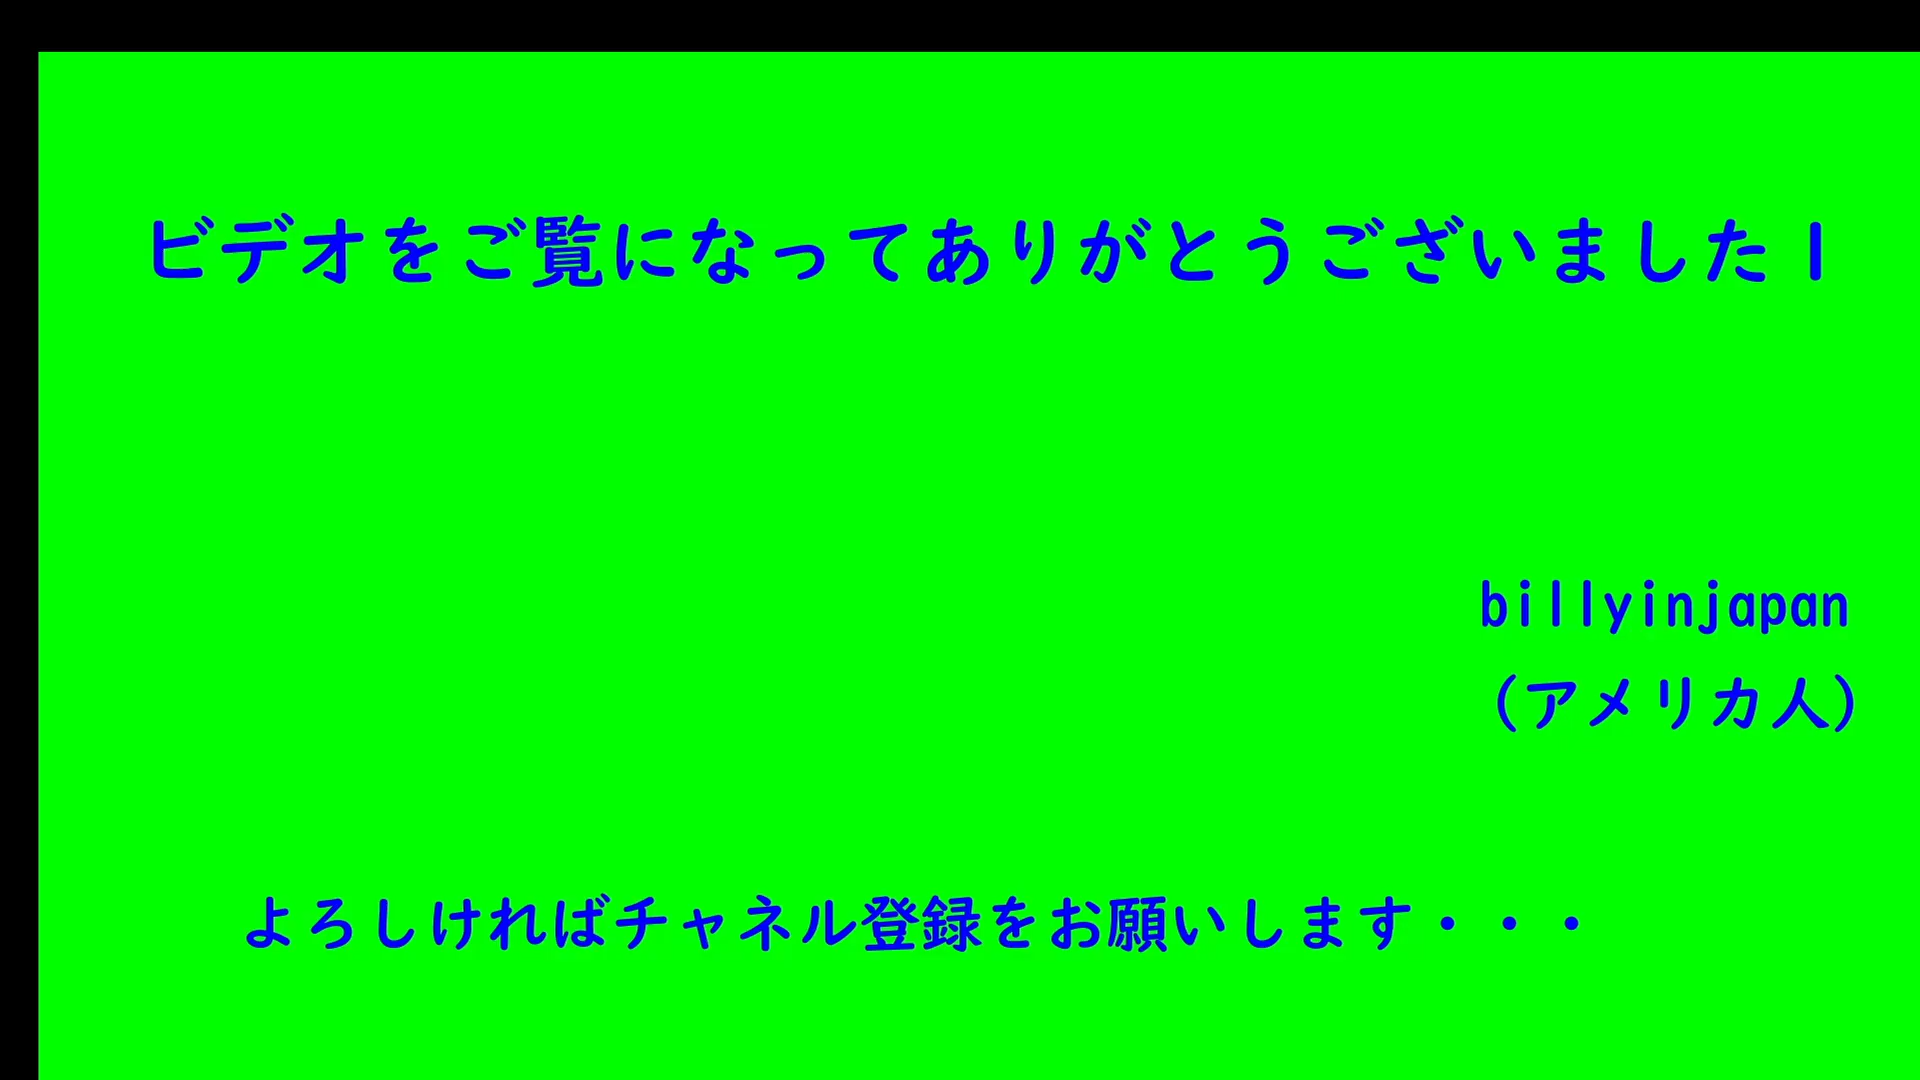 ビデオをご覧になってありがとうございました！
billyinjapan
（アメリカ人）
よろしければチャネル登録をお願いします・・・